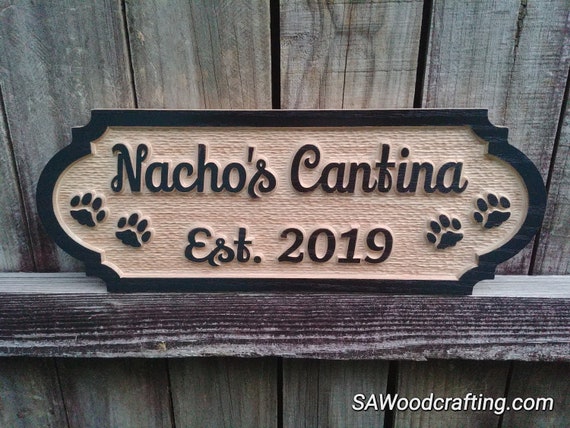 Nacho's Cantina
Est. 2019
SAWoodcrafting.com